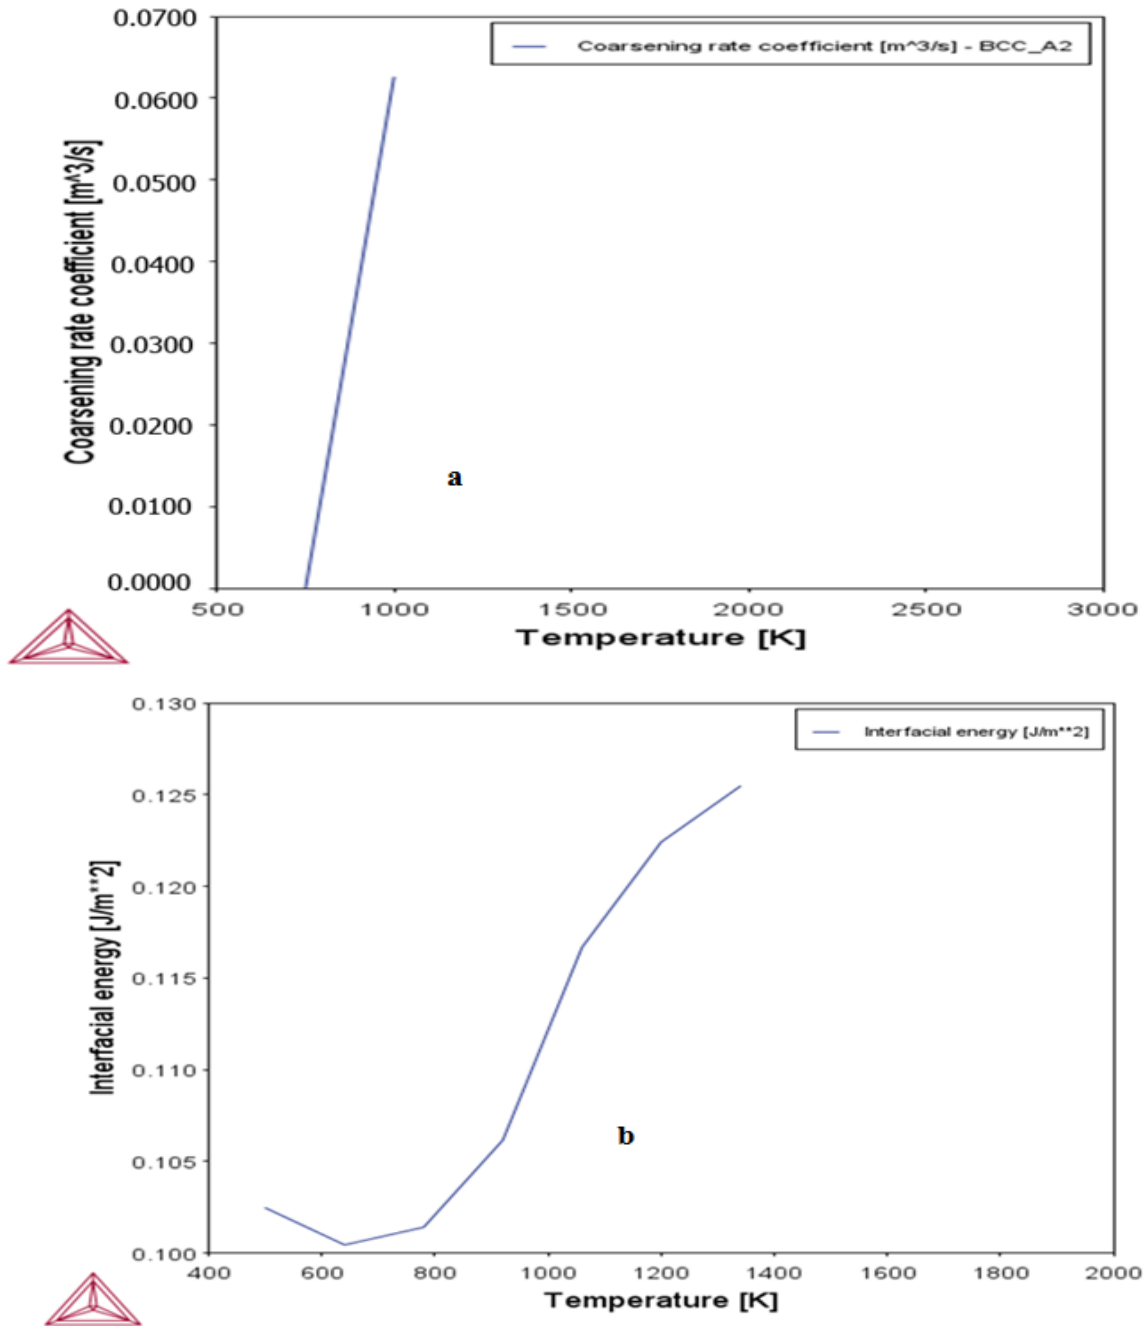 0.0700
Coarsening rate coefficient [m^3/s] - BCC_A2
0.0600
0.0500
0.0400
0.0300
0.0200
0.0100
0.0000
Coarsening rate coefficient [m^3/s]
a
500 1000 1500 2000 2500 3000
Temperature [K]
0.130
Interfacial energy [J/m**2]
0.125
0.120
0.115
0.110
0.105
0.100
Interfacial energy [J/m**2]
b
400 600 800 1000 1200 1400 1600 1800 2000
Temperature [K]